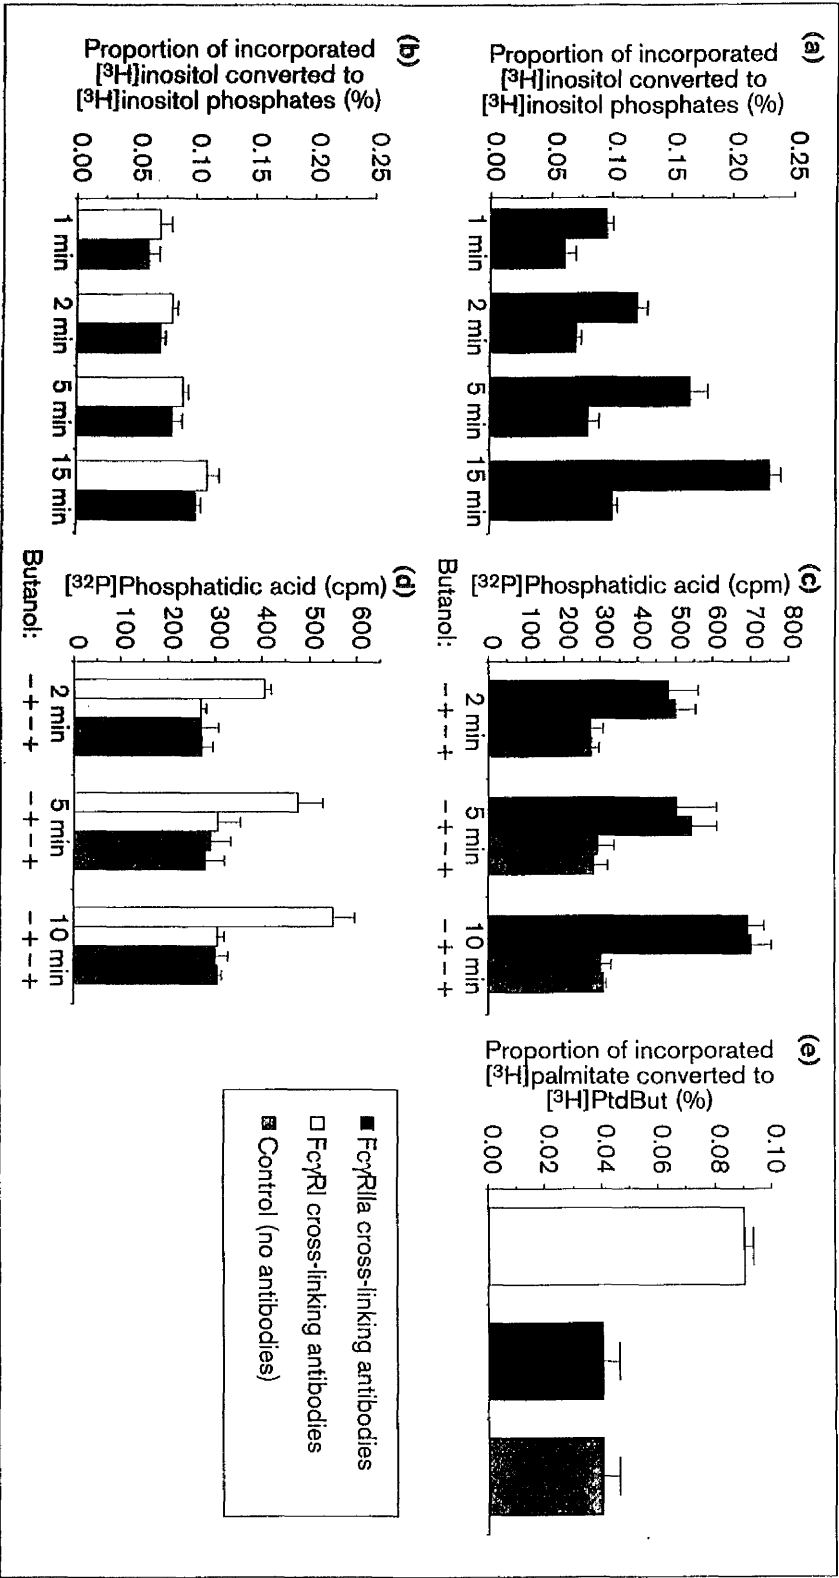 (a)
Proportion of incorporated
[³H]inositol converted to
[³H]inositol phosphates (%)
0.25
0.20
0.15
0.10
0.05
0.00
1 min 2 min 5 min 15 min
(b)
Proportion of incorporated
[³H]inositol converted to
[³H]inositol phosphates (%)
0.25
0.20
0.15
0.10
0.05
0.00
1 min 2 min 5 min 15 min
(c)
[³²P]Phosphatidic acid (cpm)
800
700
600
500
400
300
200
100
0
2 min 5 min 10 min
Butanol: – + – + – + – + – + – +
(d)
[³²P]Phosphatidic acid (cpm)
600
500
400
300
200
100
0
2 min 5 min 10 min
Butanol: – + – + – + – + – + – +
(e)
Proportion of incorporated
[³H]palmitate converted to
[³H]PtdBut (%)
0.10
0.08
0.06
0.04
0.02
0.00
FcγRIIa cross-linking antibodies
FcγRI cross-linking antibodies
Control (no antibodies)